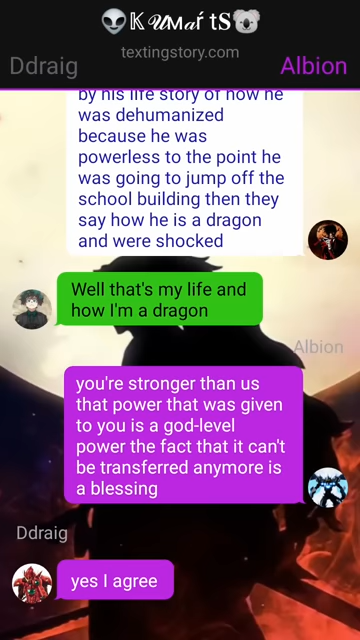 👽𝕂 𝓤𝓜𝒶ŕ tS🐨
textingstory.com
Ddraig
Albion
by his life story of how he
was dehumanized
because he was
powerless to the point he
was going to jump off the
school building then they
say how he is a dragon
and were shocked
Well that's my life and
how I'm a dragon
Albion
you're stronger than us
that power that was given
to you is a god-level
power the fact that it can't
be transferred anymore is
a blessing
Ddraig
yes I agree